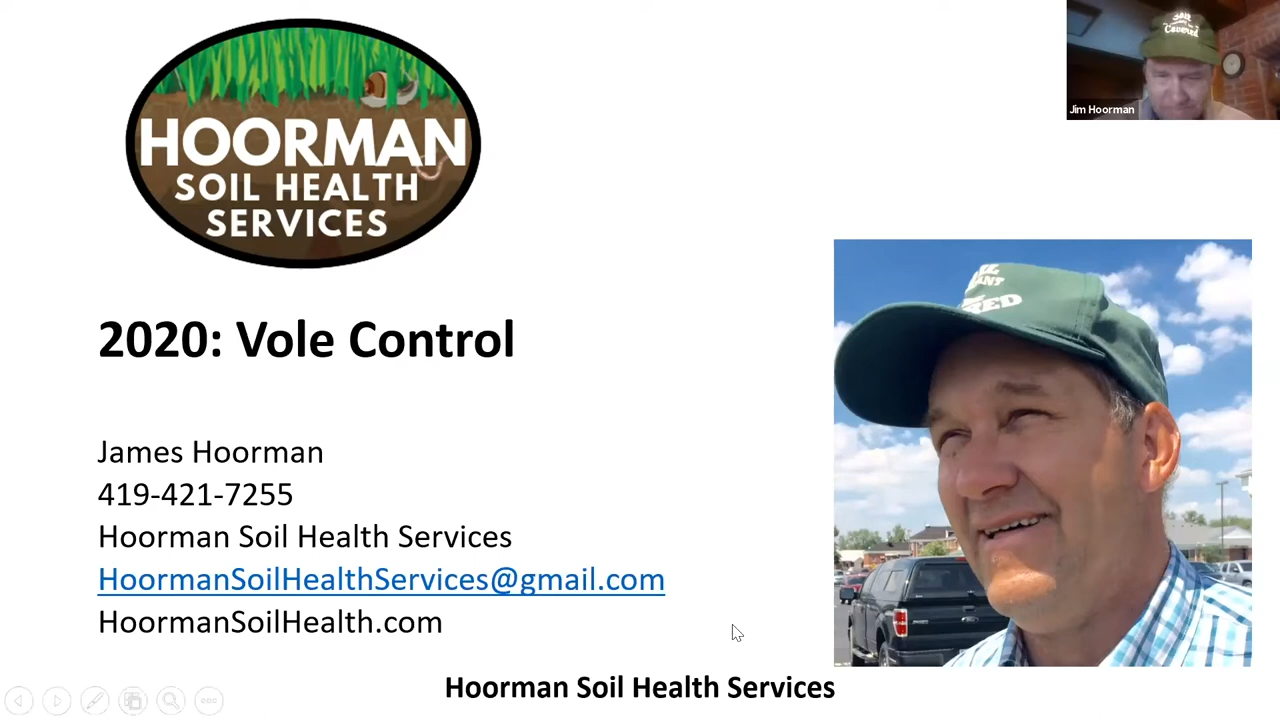 HOORMAN
SOIL HEALTH
SERVICES
Covered
Jim Hoorman
2020: Vole Control
James Hoorman
419-421-7255
Hoorman Soil Health Services
HoormanSoilHealthServices@gmail.com
HoormanSoilHealth.com
Hoorman Soil Health Services